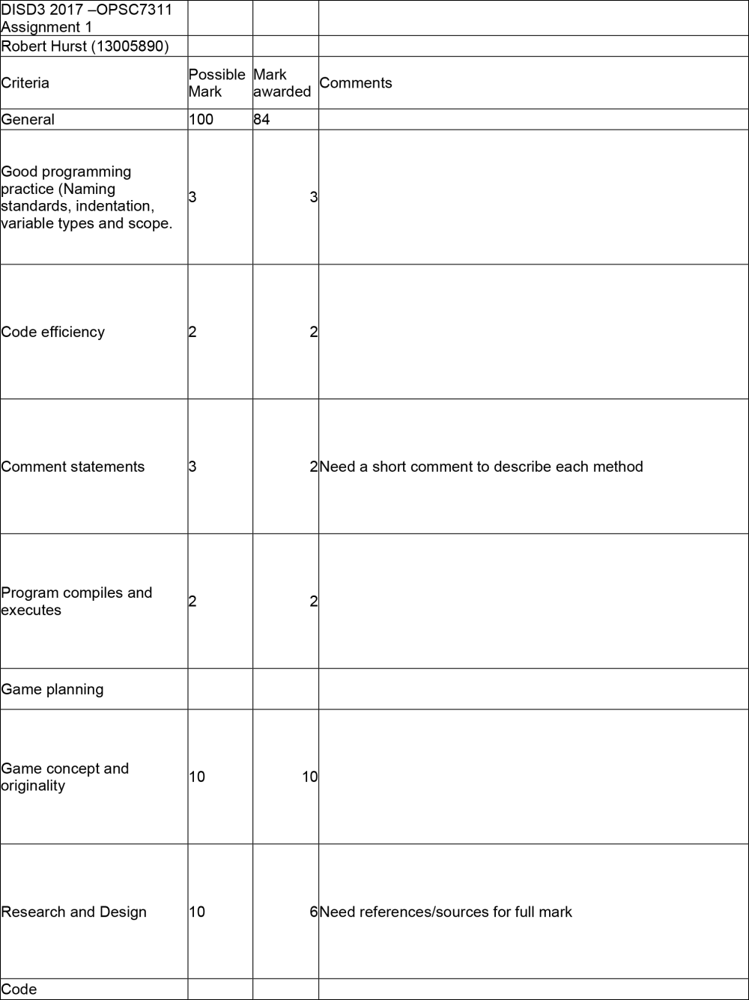 DISD3 2017 –OPSC7311
Assignment 1
Robert Hurst (13005890)
Criteria
Possible
Mark
Mark
awarded
Comments
General 100 84
Good programming
practice (Naming
standards, indentation,
variable types and scope.
3 3
Code efficiency 2 2
Comment statements 3 2 Need a short comment to describe each method
Program compiles and
executes
2 2
Game planning
Game concept and
originality
10 10
Research and Design 10 6 Need references/sources for full mark
Code